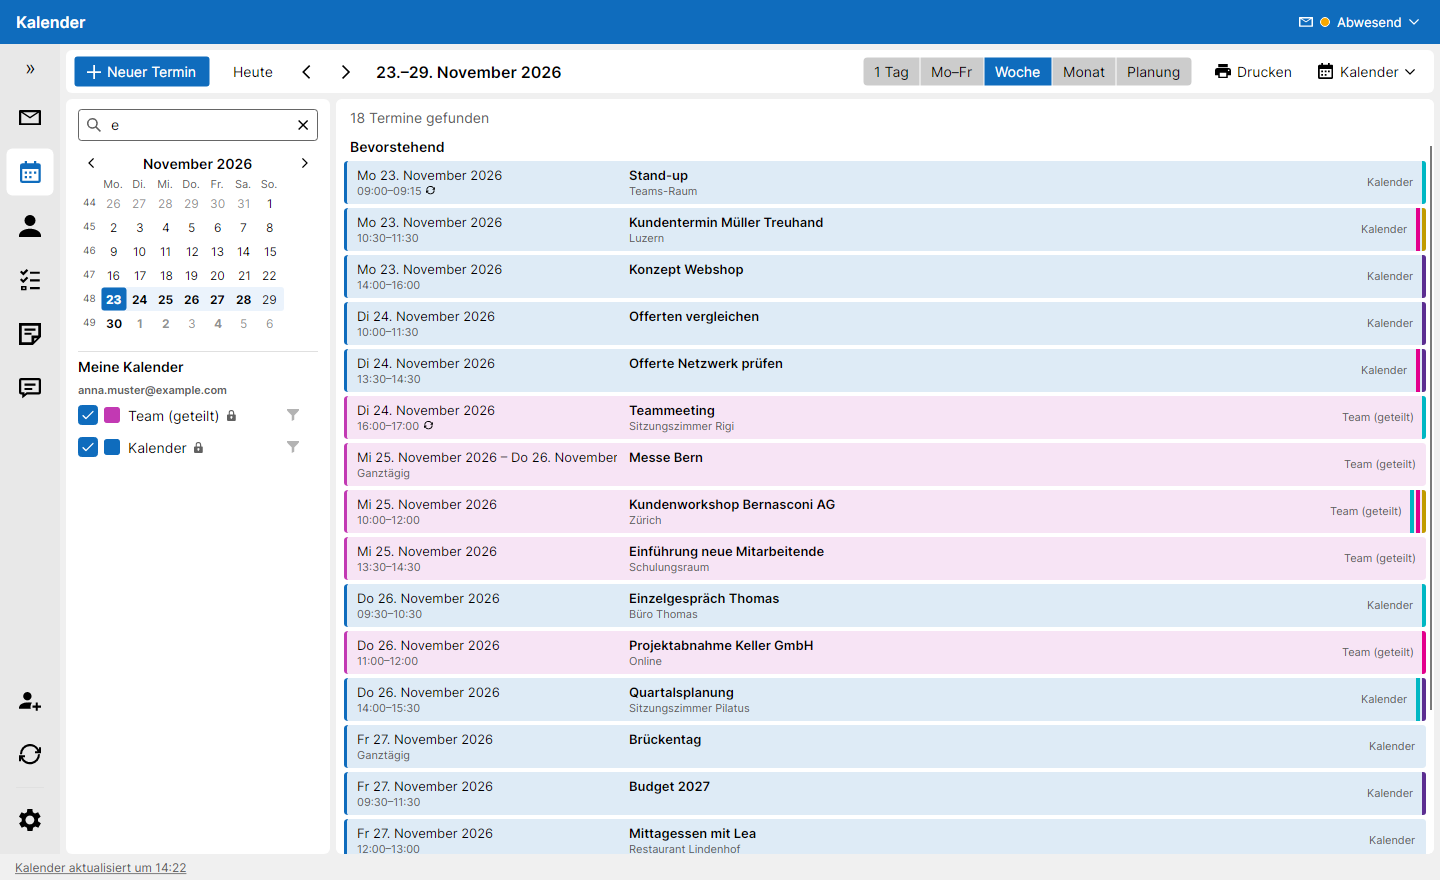 Kalender
Abwesend
Neuer Termin
Heute
23.–29. November 2026
1 Tag
Mo–Fr
Woche
Monat
Planung
Drucken
Kalender
e
November 2026
Mo. Di. Mi. Do. Fr. Sa. So.
44 26 27 28 29 30 31 1
45 2 3 4 5 6 7 8
46 9 10 11 12 13 14 15
47 16 17 18 19 20 21 22
48 23 24 25 26 27 28 29
49 30 1 2 3 4 5 6
Meine Kalender
anna.muster@example.com
Team (geteilt)
Kalender
18 Termine gefunden
Bevorstehend
Mo 23. November 2026 Stand-up
09:00–09:15 Teams-Raum
Kalender
Mo 23. November 2026 Kundentermin Müller Treuhand
10:30–11:30 Luzern
Kalender
Mo 23. November 2026 Konzept Webshop
14:00–16:00
Kalender
Di 24. November 2026 Offerten vergleichen
10:00–11:30
Kalender
Di 24. November 2026 Offerte Netzwerk prüfen
13:30–14:30
Kalender
Di 24. November 2026 Teammeeting
16:00–17:00 Sitzungszimmer Rigi
Team (geteilt)
Mi 25. November 2026 – Do 26. November Messe Bern
Ganztägig
Team (geteilt)
Mi 25. November 2026 Kundenworkshop Bernasconi AG
10:00–12:00 Zürich
Team (geteilt)
Mi 25. November 2026 Einführung neue Mitarbeitende
13:30–14:30 Schulungsraum
Team (geteilt)
Do 26. November 2026 Einzelgespräch Thomas
09:30–10:30 Büro Thomas
Kalender
Do 26. November 2026 Projektabnahme Keller GmbH
11:00–12:00 Online
Team (geteilt)
Do 26. November 2026 Quartalsplanung
14:00–15:30 Sitzungszimmer Pilatus
Kalender
Fr 27. November 2026 Brückentag
Ganztägig
Kalender
Fr 27. November 2026 Budget 2027
09:30–11:30
Kalender
Fr 27. November 2026 Mittagessen mit Lea
12:00–13:00 Restaurant Lindenhof
Kalender
Kalender aktualisiert um 14:22